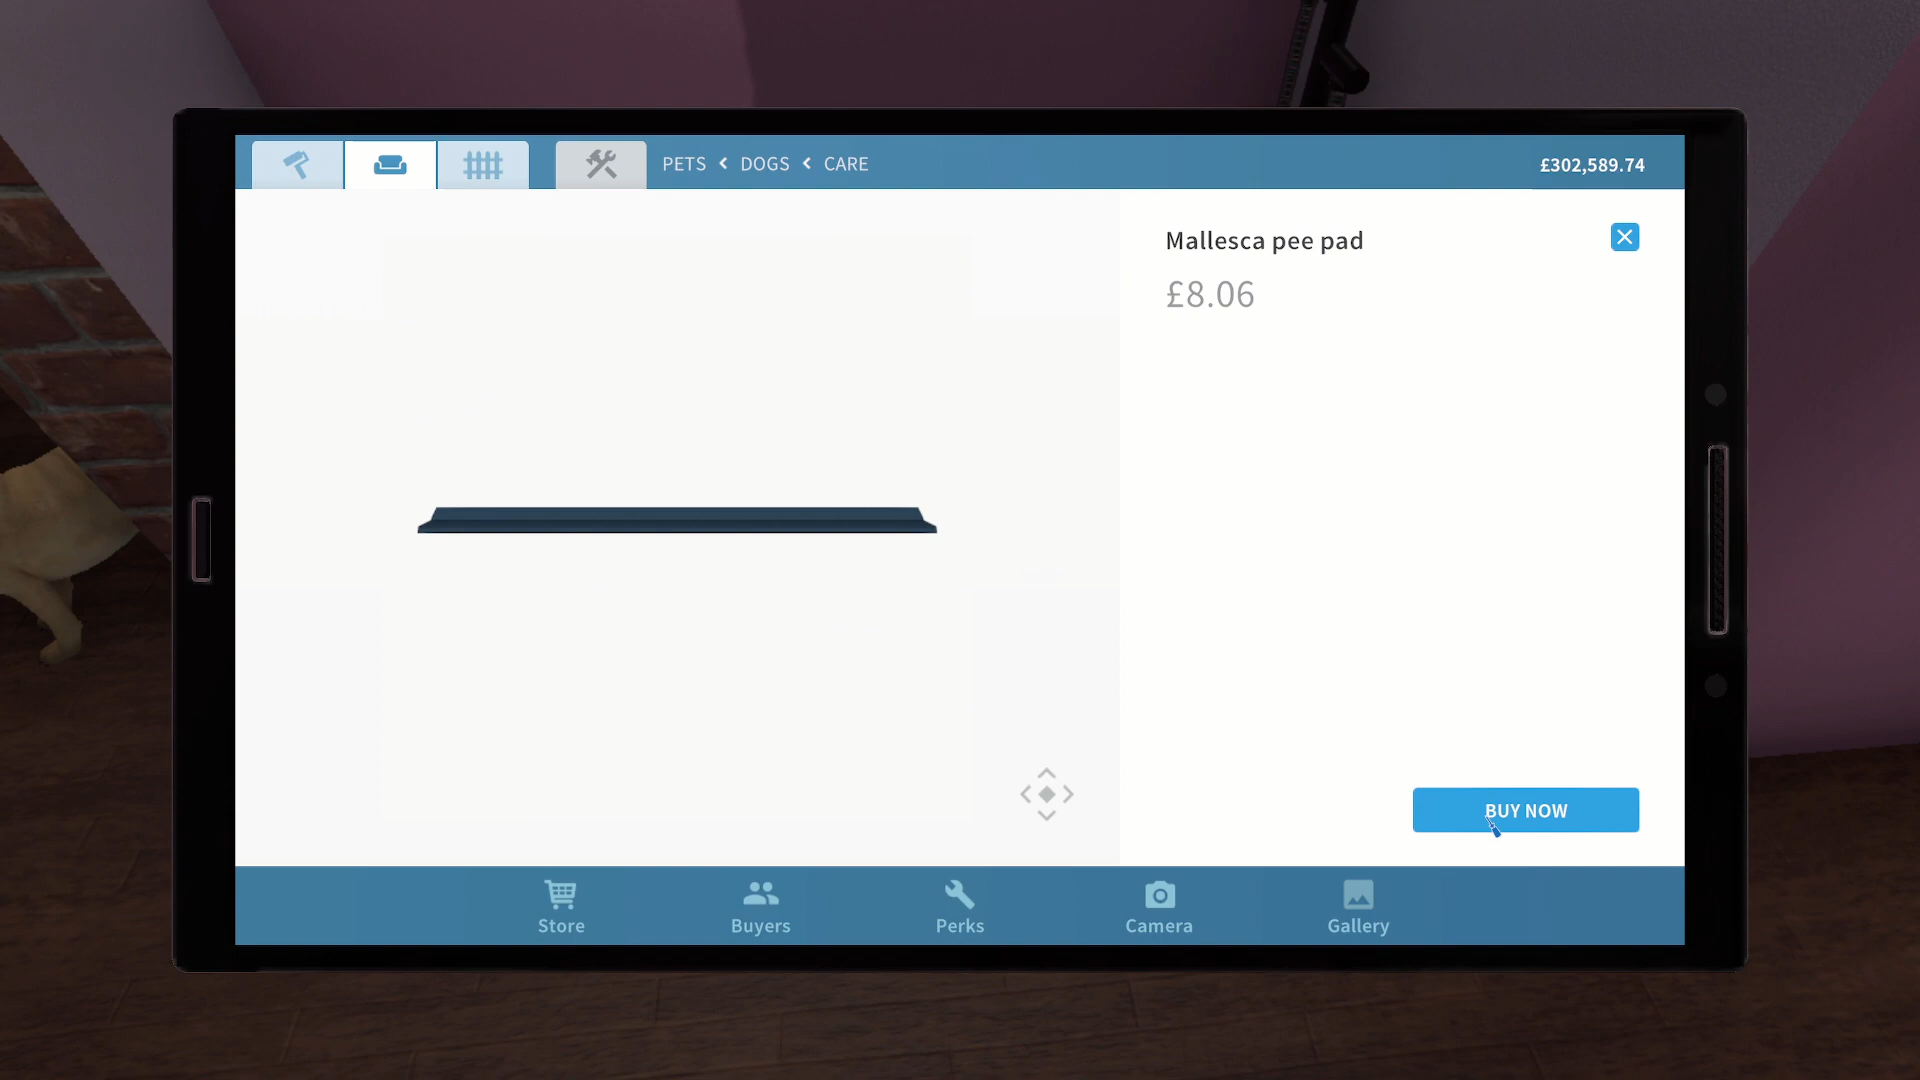 PETS < DOGS < CARE
£302,589.74
Mallesca pee pad
£8.06
BUY NOW
Store
Buyers
Perks
Camera
Gallery